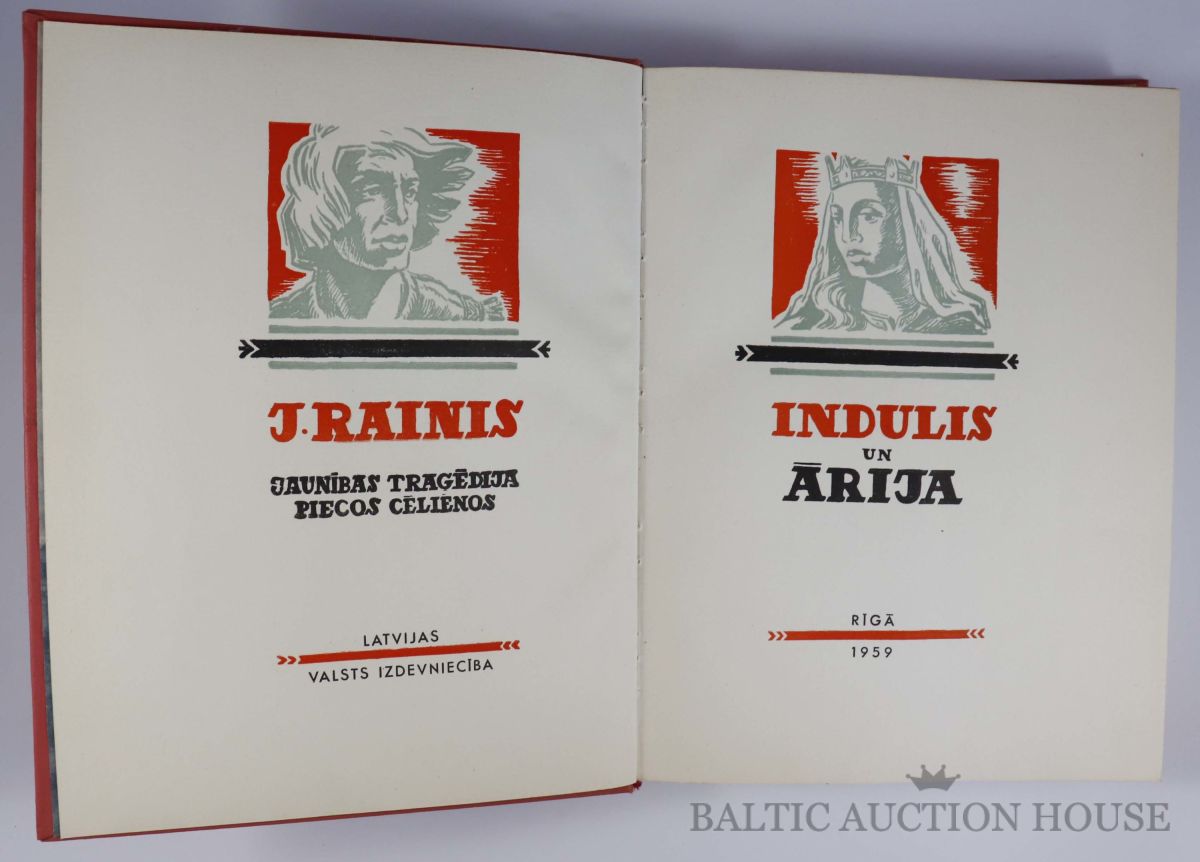 J. RAINIS
JAUNĪBAS TRAGĒDIJA
PIECOS CĒLIENOS
LATVIJAS
VALSTS IZDEVNIECĪBA
INDULIS
UN
ĀRIJA
RĪGĀ
1959
BALTIC AUCTION HOUSE